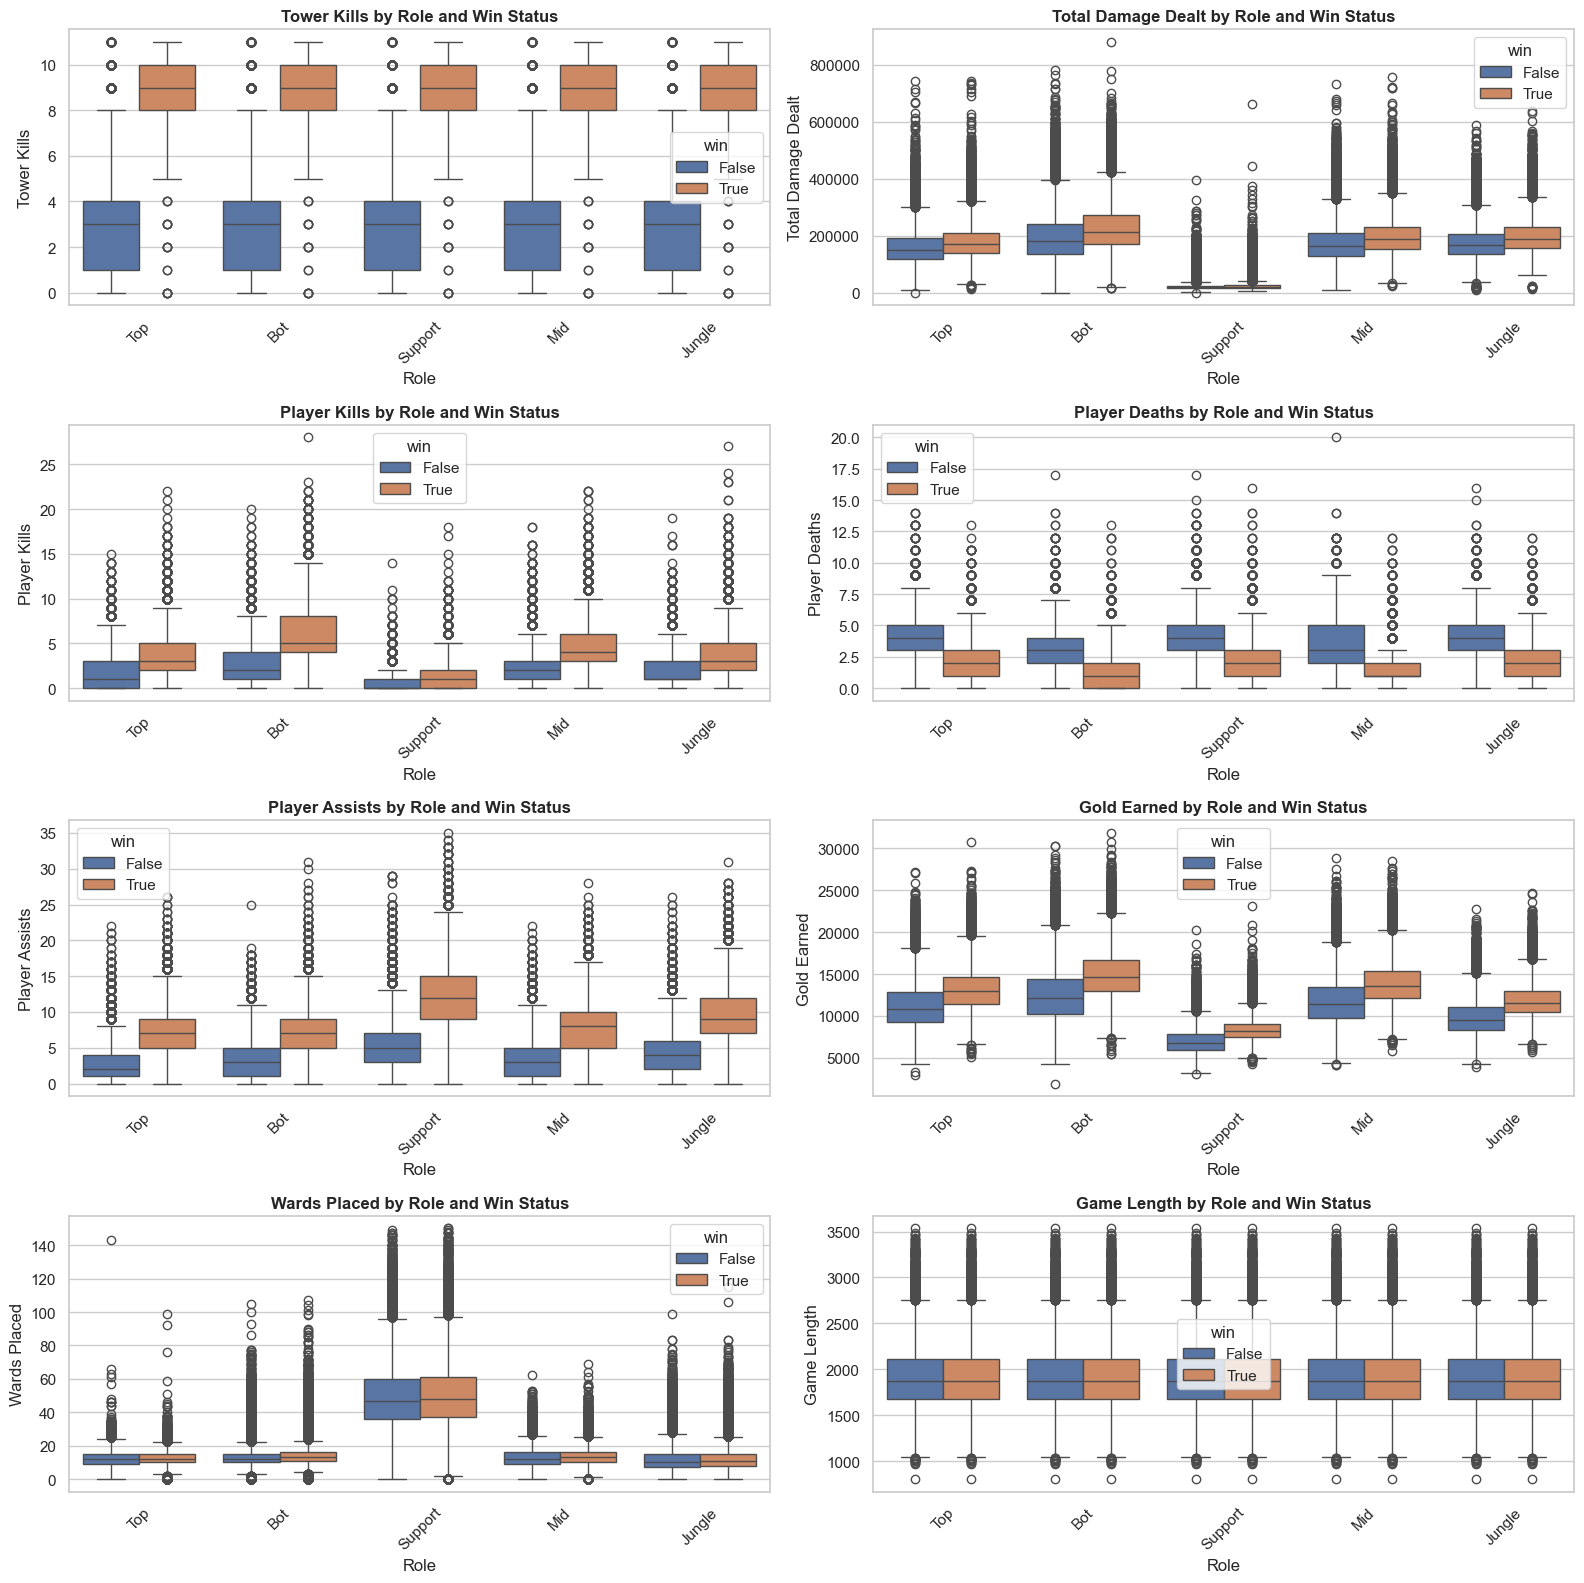 Tower Kills by Role and Win Status
Tower Kills
10
8
6
4
2
0
win
False
True
Top
Bot
Support
Mid
Jungle
Role
Total Damage Dealt by Role and Win Status
Total Damage Dealt
800000
600000
400000
200000
0
win
False
True
Top
Bot
Support
Mid
Jungle
Role
Player Kills by Role and Win Status
Player Kills
25
20
15
10
5
0
win
False
True
Top
Bot
Support
Mid
Jungle
Role
Player Deaths by Role and Win Status
Player Deaths
20.0
17.5
15.0
12.5
10.0
7.5
5.0
2.5
0.0
win
False
True
Top
Bot
Support
Mid
Jungle
Role
Player Assists by Role and Win Status
Player Assists
35
30
25
20
15
10
5
0
win
False
True
Top
Bot
Support
Mid
Jungle
Role
Gold Earned by Role and Win Status
Gold Earned
30000
25000
20000
15000
10000
5000
win
False
True
Top
Bot
Support
Mid
Jungle
Role
Wards Placed by Role and Win Status
Wards Placed
140
120
100
80
60
40
20
0
win
False
True
Top
Bot
Support
Mid
Jungle
Role
Game Length by Role and Win Status
Game Length
3500
3000
2500
2000
1500
1000
win
False
True
Top
Bot
Support
Mid
Jungle
Role